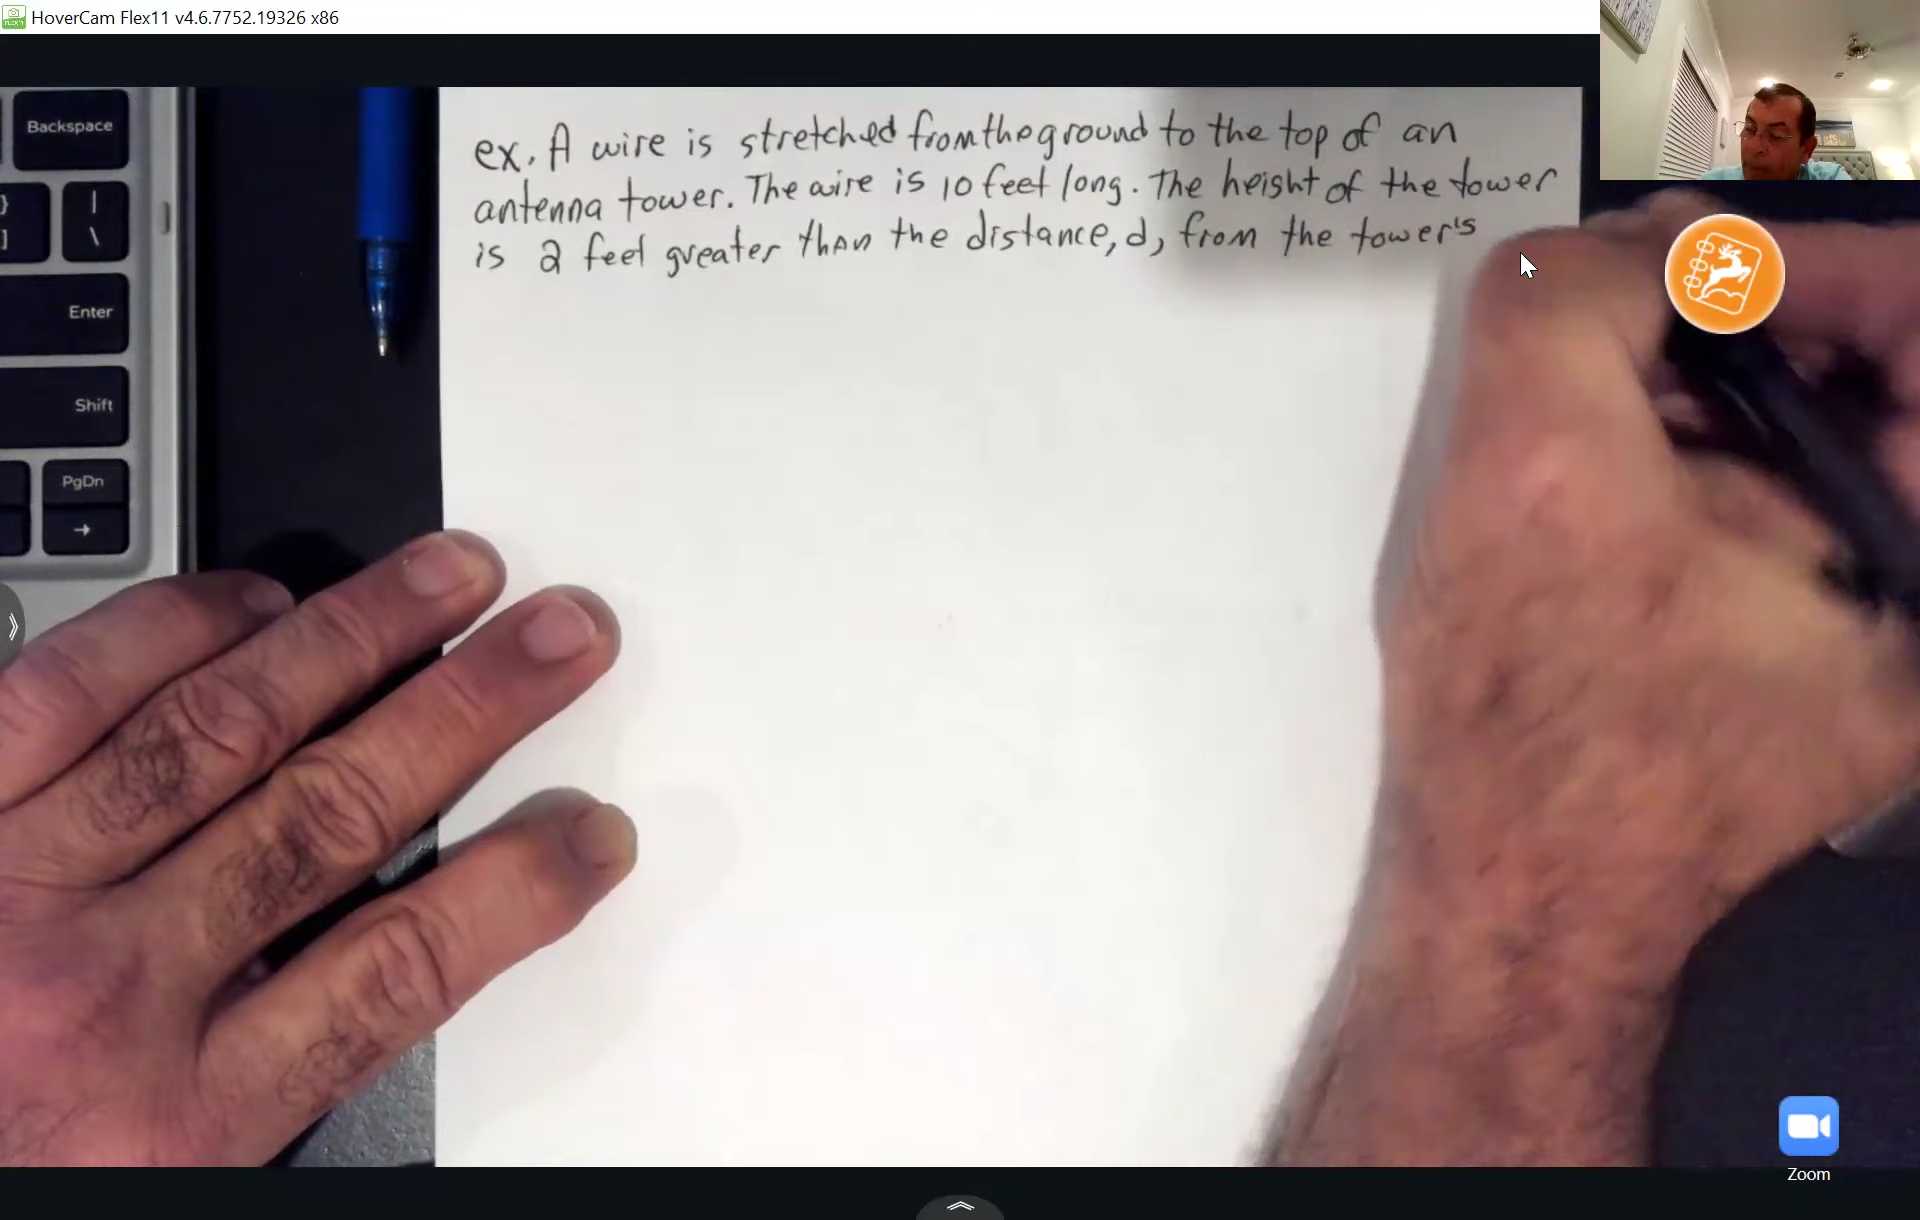 HoverCam Flex11 v4.6.7752.19326 x86
Backspace
}
]
|
\
Enter
Shift
PgDn
→
ex. A wire is stretched from the ground to the top of an
antenna tower. The wire is 10 feet long. The height of the tower
is 2 feet greater than the distance, d, from the tower's
Zoom